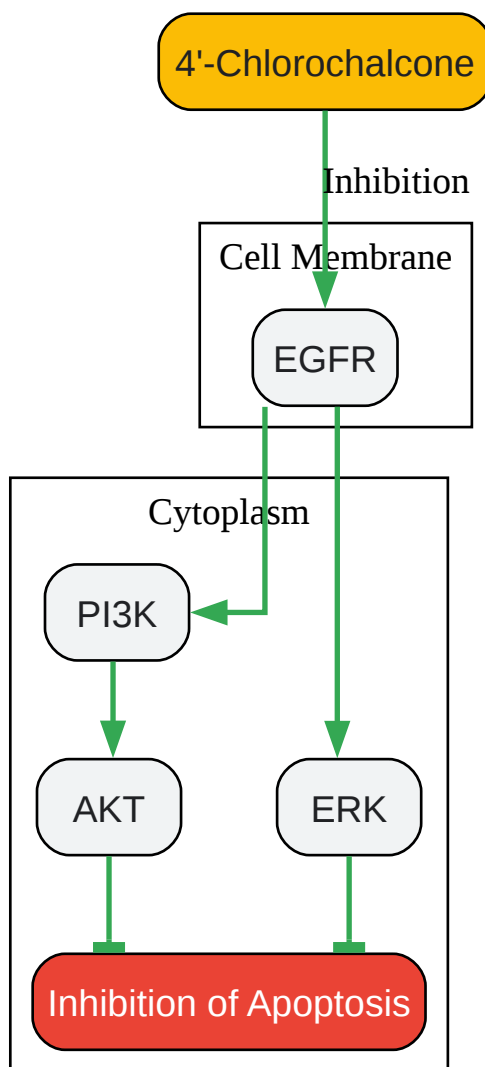 4'-Chlorochalcone
Inhibition
Cell Membrane
EGFR
Cytoplasm
PI3K
AKT
ERK
Inhibition of Apoptosis